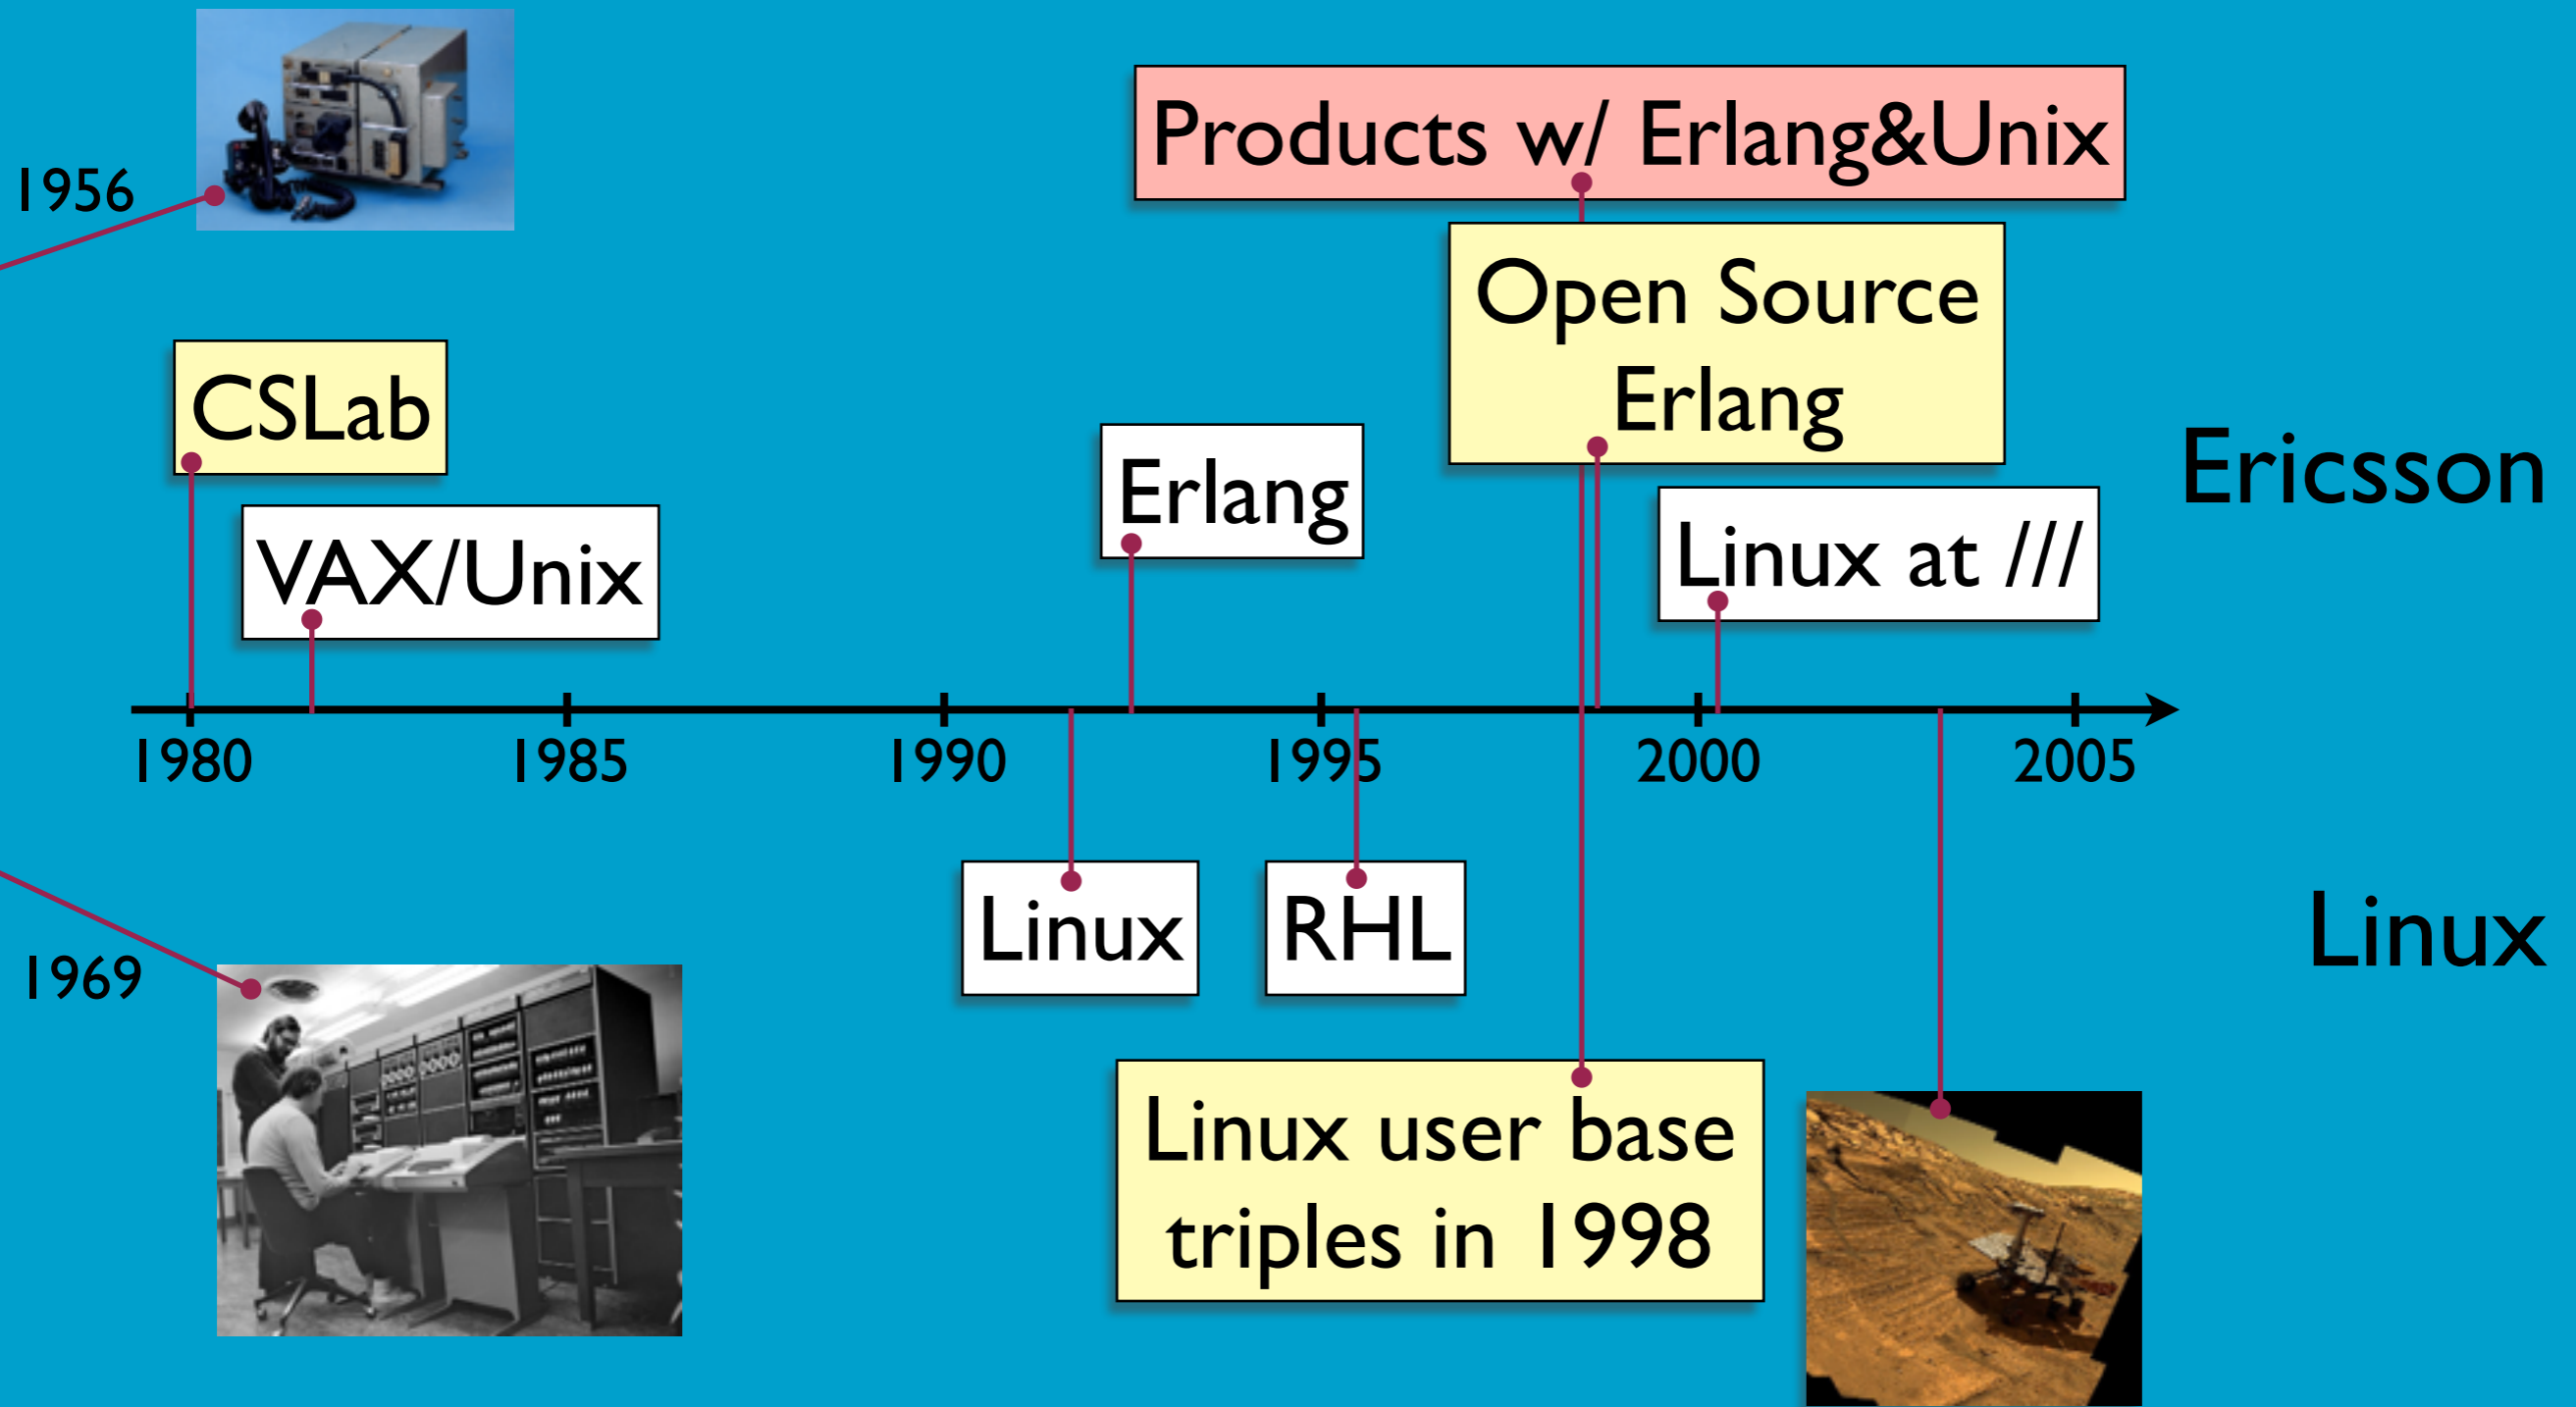 1956
Products w/ Erlang&Unix
Open Source
Erlang
CSLab
Erlang
Ericsson
VAX/Unix
Linux at ///
1980
1985
1990
1995
2000
2005
Linux
RHL
Linux
1969
Linux user base
triples in 1998